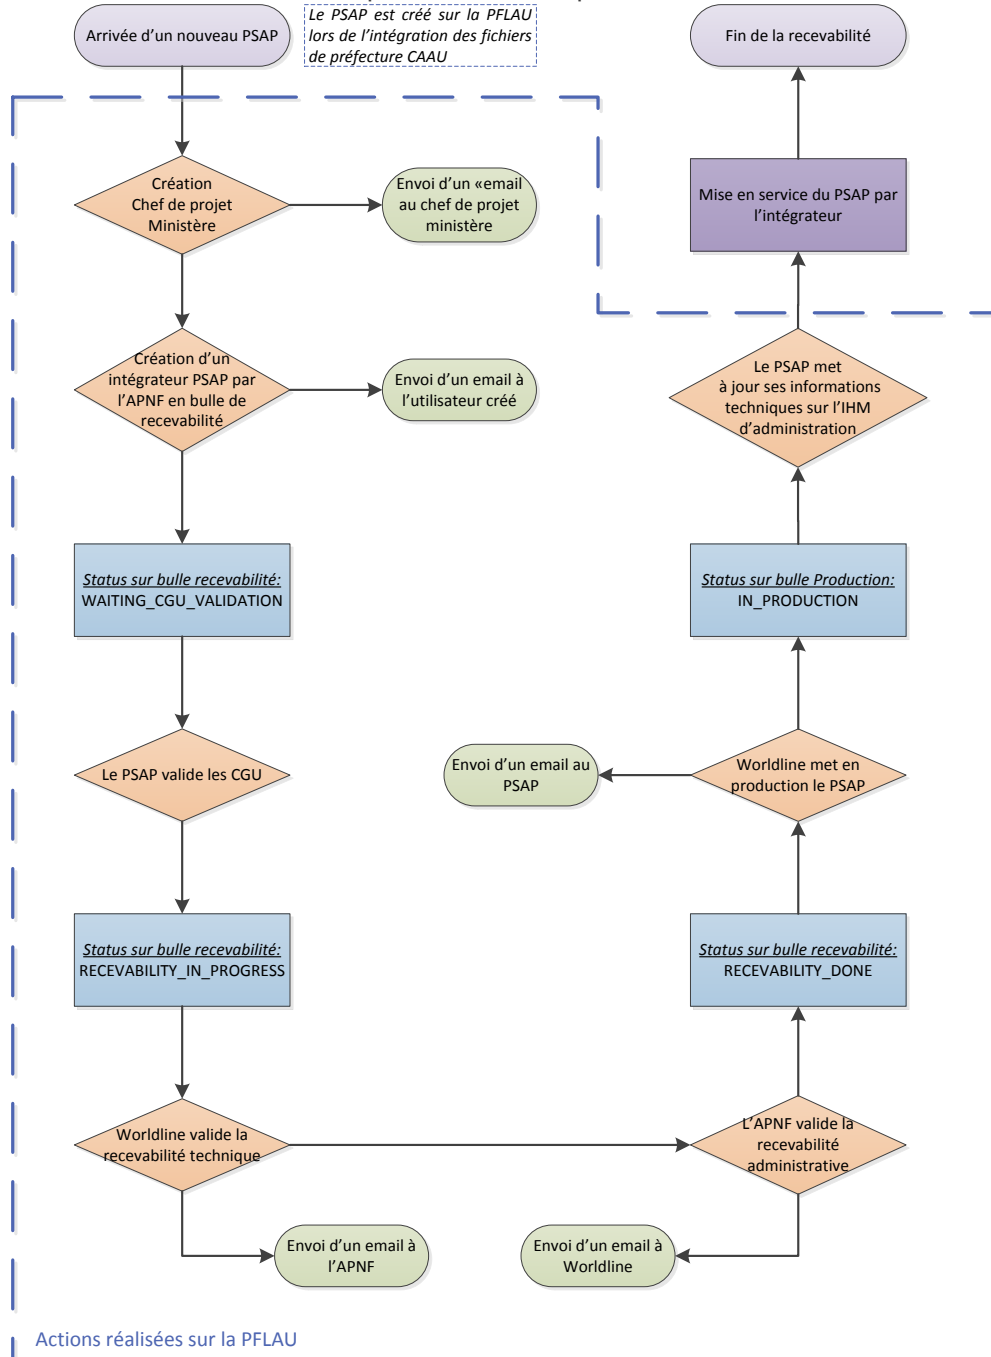 Arrivée d'un nouveau PSAP
Le PSAP est créé sur la PFLAU
lors de l'intégration des fichiers
de préfecture CAAU
Création
Chef de projet
Ministère
Envoi d'un «email
au chef de projet
ministère
Création d'un
intégrateur PSAP par
l'APNF en bulle de
recevabilité
Envoi d'un email à
l'utilisateur créé
Status sur bulle recevabilité:
WAITING_CGU_VALIDATION
Le PSAP valide les CGU
Status sur bulle recevabilité:
RECEVABILITY_IN_PROGRESS
Worldline valide la
recevabilité technique
Envoi d'un email à
l'APNF
L'APNF valide la
recevabilité
administrative
Envoi d'un email à
Worldline
Status sur bulle recevabilité:
RECEVABILITY_DONE
Worldline met en
production le PSAP
Envoi d'un email au
PSAP
Status sur bulle Production:
IN_PRODUCTION
Le PSAP met
à jour ses informations
techniques sur l'IHM
d'administration
Mise en service du PSAP par
l'intégrateur
Fin de la recevabilité
Actions réalisées sur la PFLAU